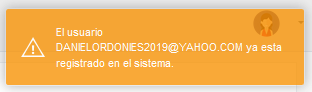 El usuario
DANIELORDONES2019@YAHOO.COM ya esta
registrado en el sistema.